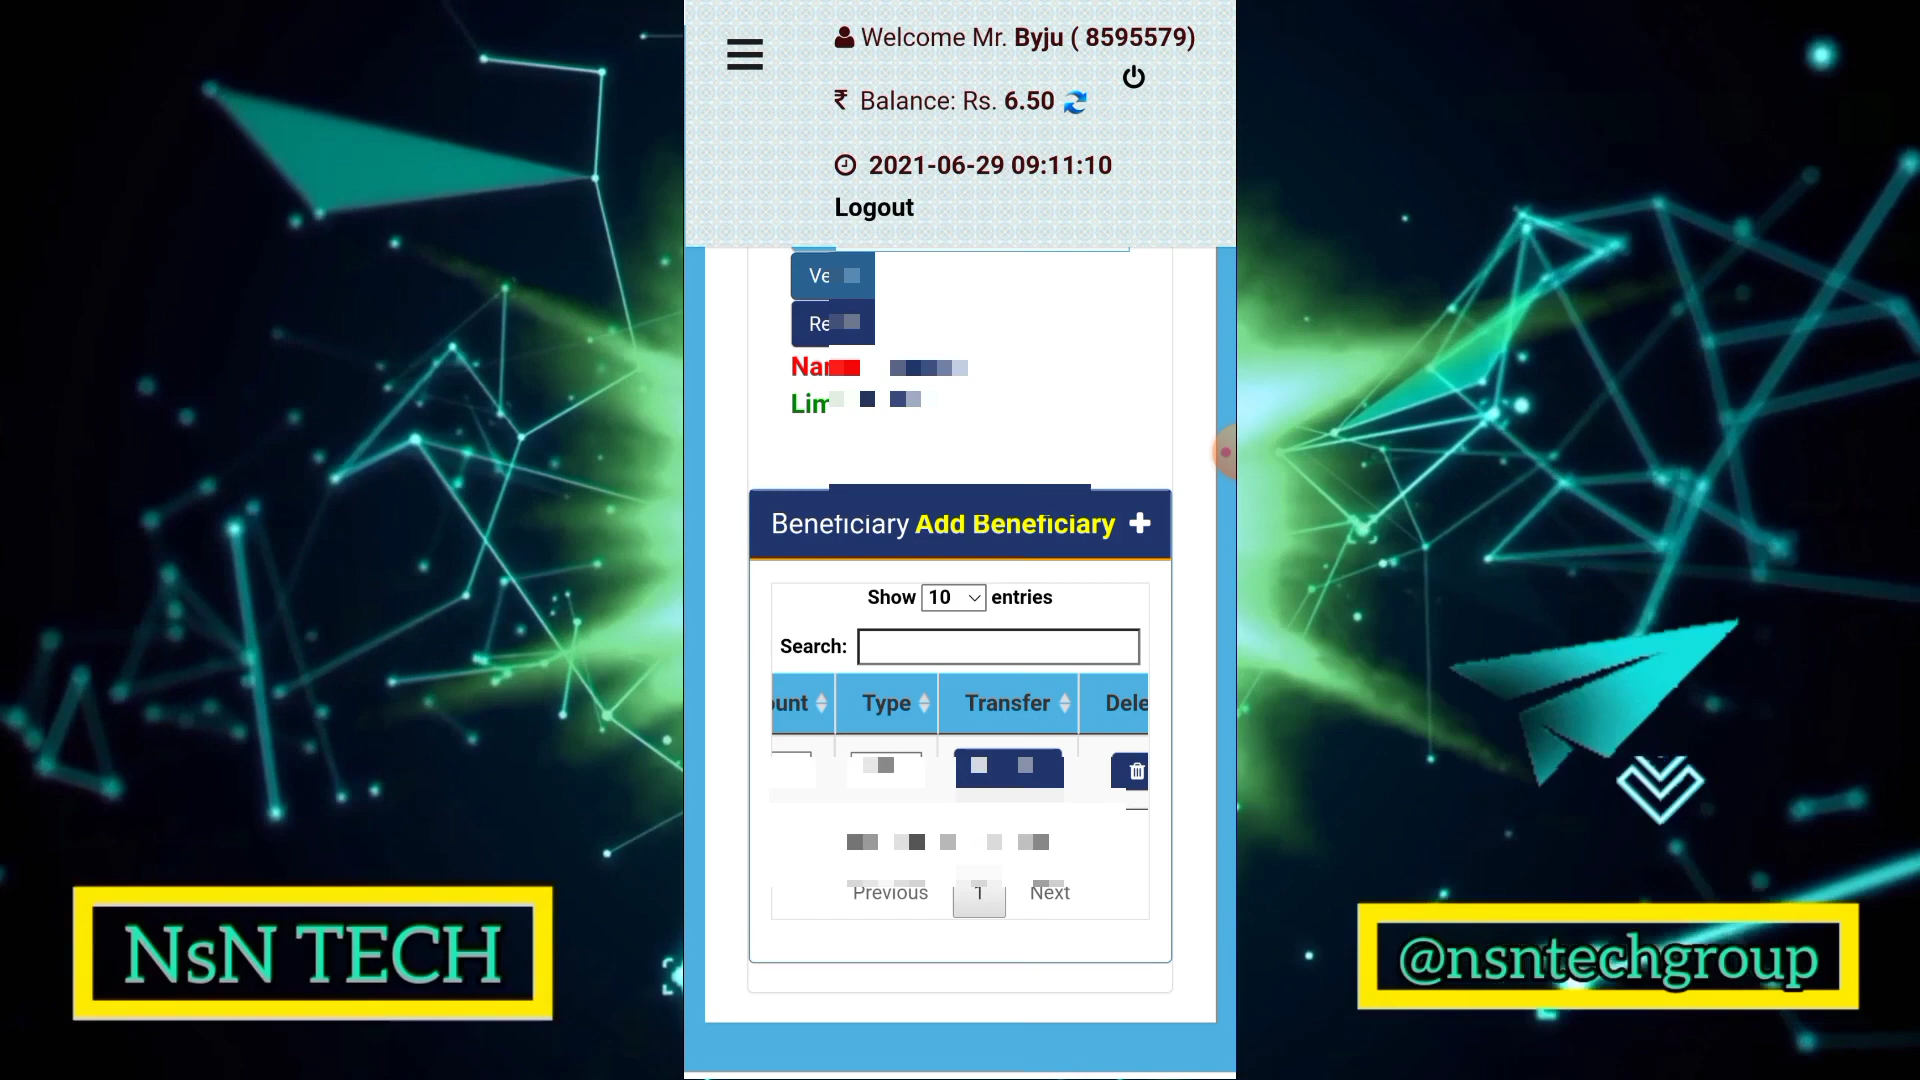 Welcome Mr. Byju ( 8595579)
₹ Balance: Rs. 6.50
2021-06-29 09:11:10
Logout
Beneficiary Add Beneficiary +
Show 10 entries
Search:
Type Transfer
Previous 1 Next
NsN TECH
@nsntechgroup